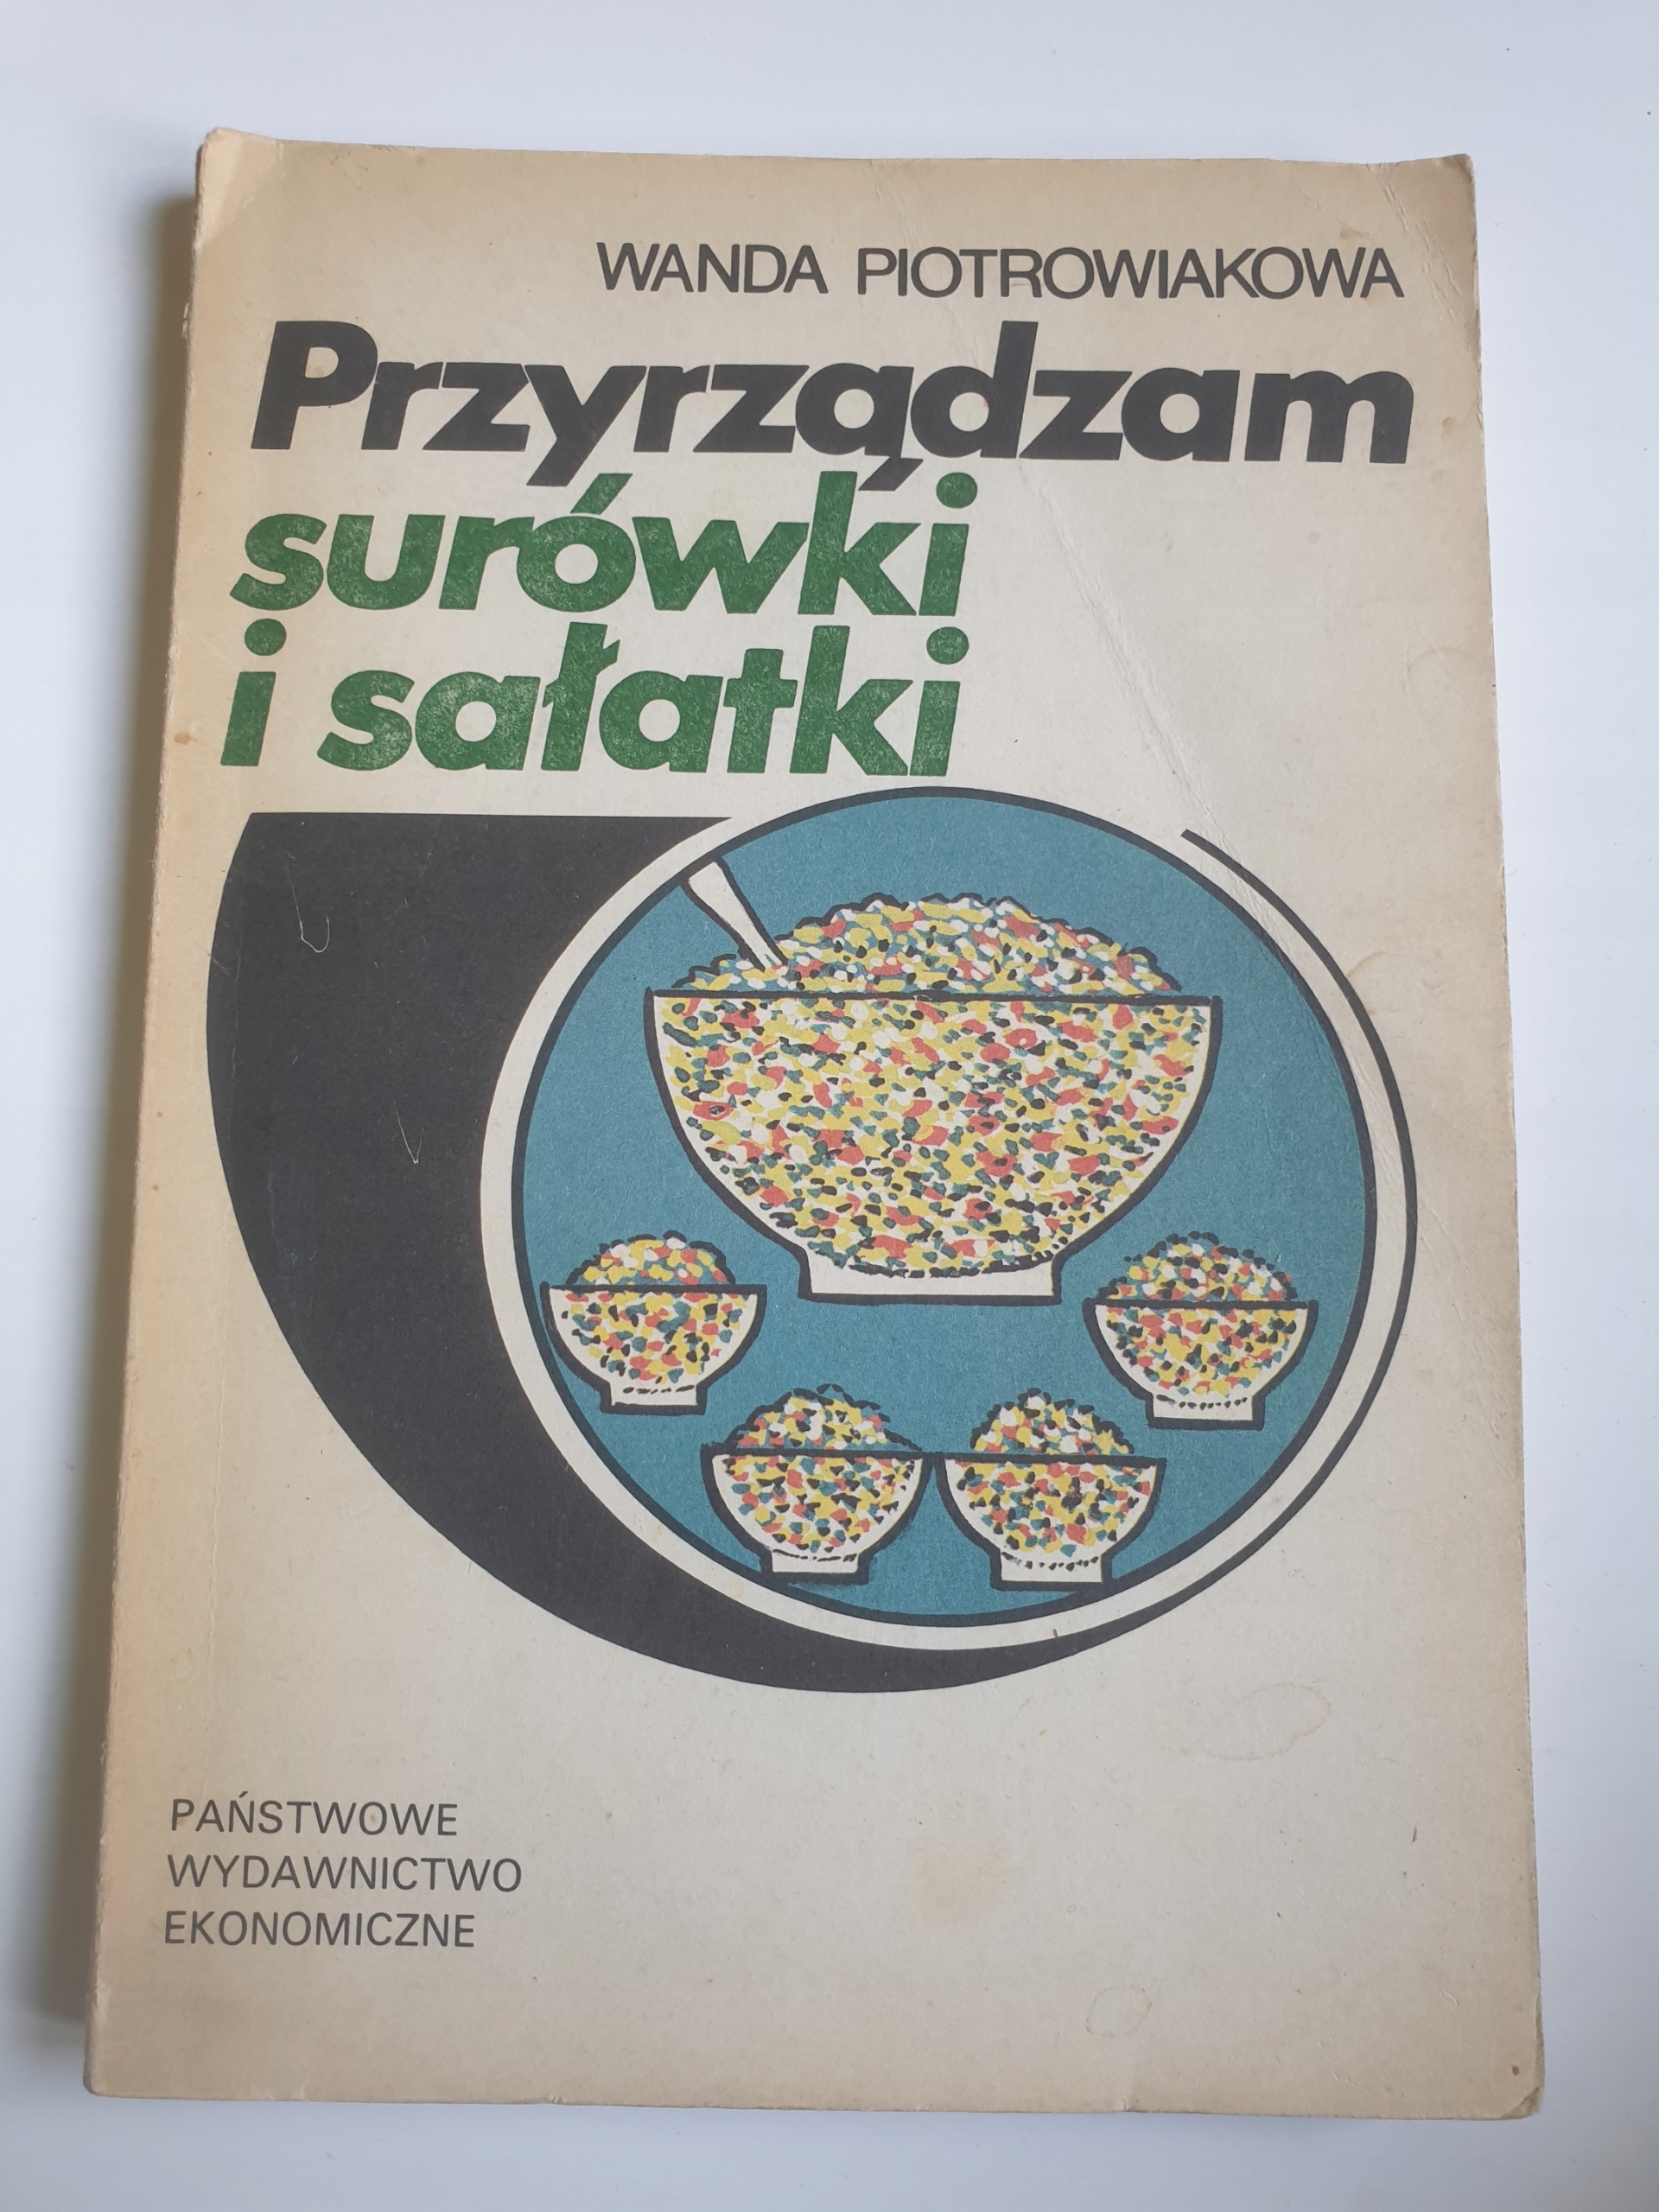 WANDA PIOTROWIAKOWA
Przyrządzam
surówki
i sałatki
PAŃSTWOWE
WYDAWNICTWO
EKONOMICZNE